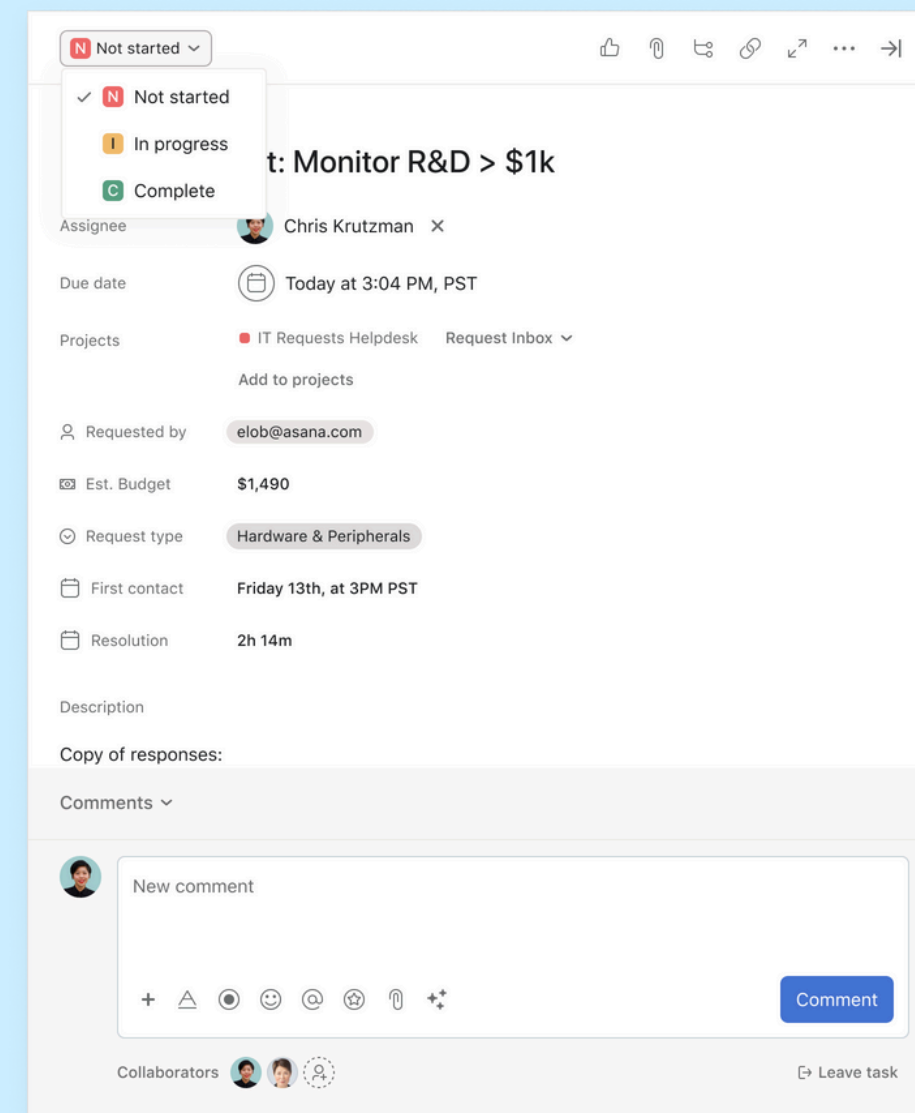 N Not started
N Not started
I In progress
C Complete
t: Monitor R&D > $1k
Assignee Chris Krutzman
Due date Today at 3:04 PM, PST
Projects IT Requests Helpdesk Request Inbox
Add to projects
Requested by elob@asana.com
Est. Budget $1,490
Request type Hardware & Peripherals
First contact Friday 13th, at 3PM PST
Resolution 2h 14m
Description
Copy of responses:
Comments
New comment
Comment
Collaborators Leave task